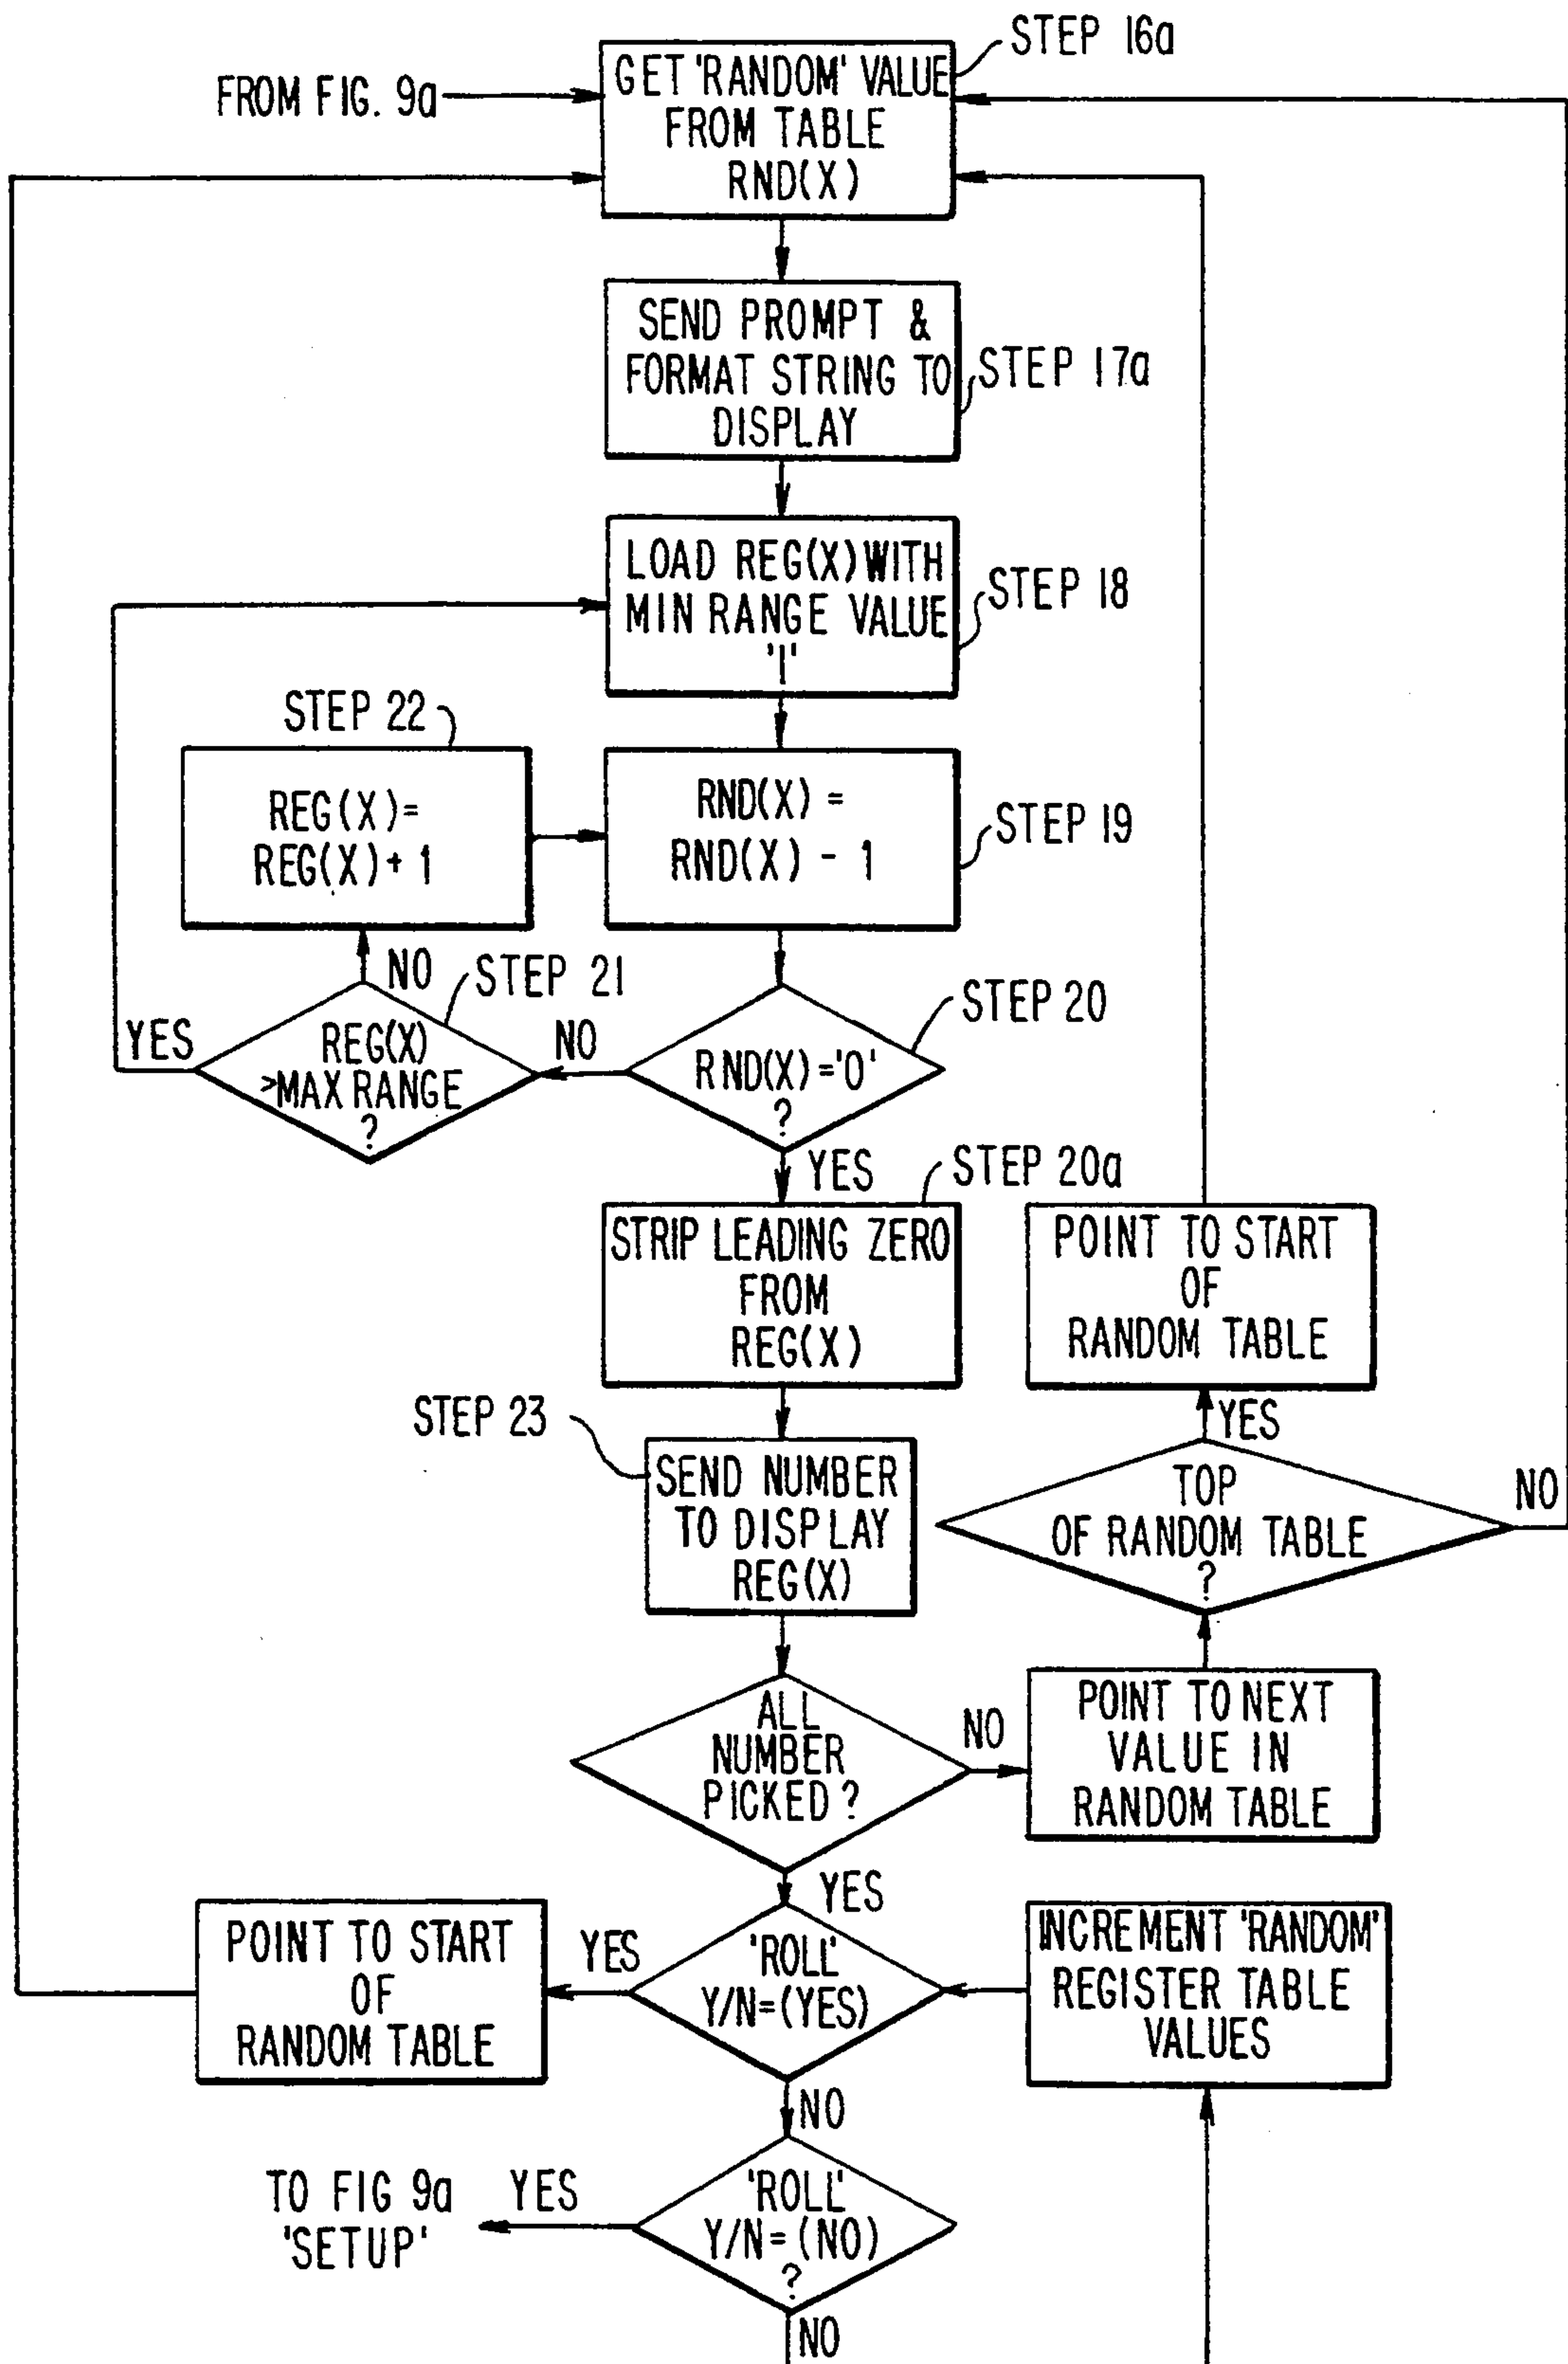 STEP 16a
GET 'RANDOM' VALUE
FROM TABLE
RND(X)
FROM FIG. 9a
SEND PROMPT &
FORMAT STRING TO
DISPLAY
STEP 17a
LOAD REG(X) WITH
MIN RANGE VALUE
'1'
STEP 18
STEP 22
REG(X)=
REG(X)+ 1
RND(X) =
RND(X) - 1
STEP 19
NO
STEP 21
YES
REG(X)
>MAX RANGE
?
NO
STEP 20
RND(X)='0'
?
YES
STEP 20a
STRIP LEADING ZERO
FROM
REG(X)
POINT TO START
OF
RANDOM TABLE
STEP 23
SEND NUMBER
TO DISPLAY
REG(X)
YES
TOP
OF RANDOM TABLE
?
NO
ALL
NUMBER
PICKED ?
NO
POINT TO NEXT
VALUE IN
RANDOM TABLE
YES
POINT TO START
OF
RANDOM TABLE
YES
'ROLL'
Y/N=(YES)
INCREMENT 'RANDOM'
REGISTER TABLE
VALUES
NO
TO FIG 9a
'SETUP'
YES
'ROLL'
Y/N=(NO)
?
NO